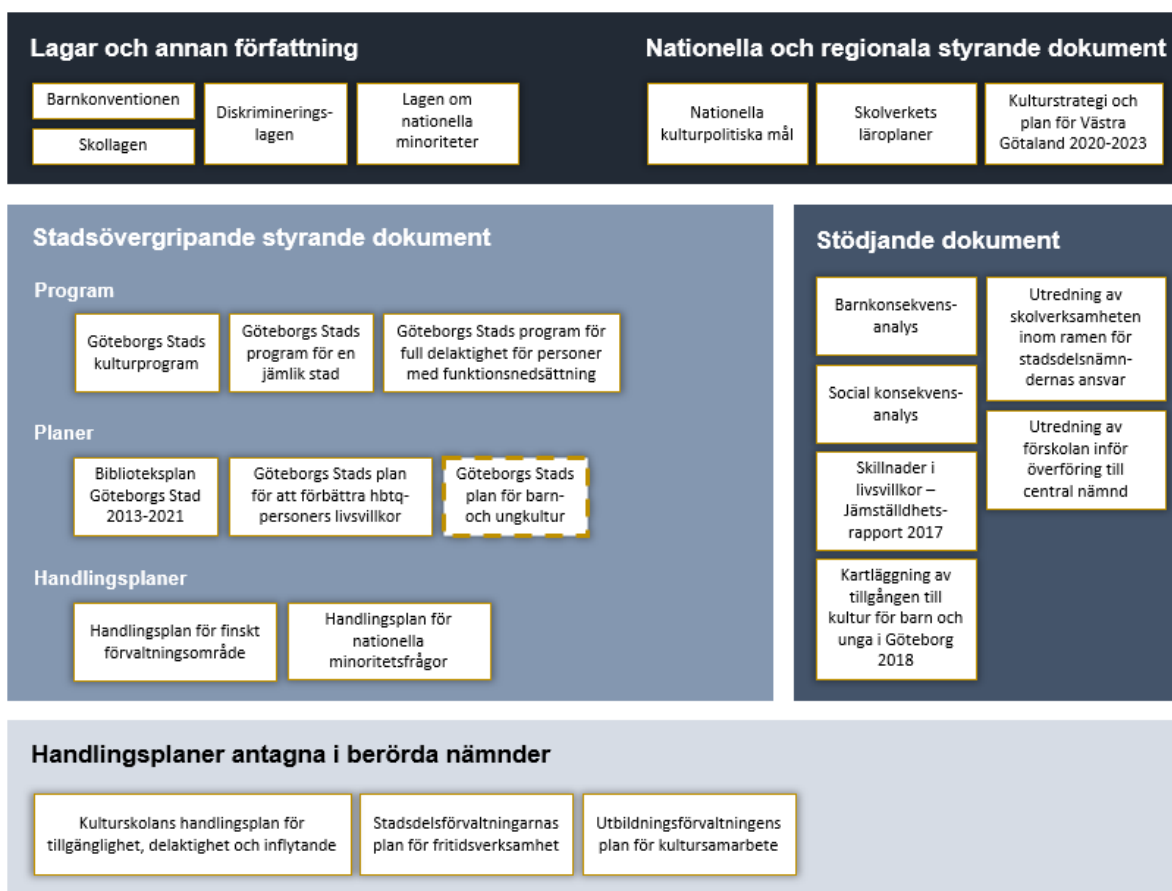 Lagar och annan författning
Barnkonventionen
Skollagen
Diskriminerings-
lagen
Lagen om
nationella
minoriteter
Nationella och regionala styrande dokument
Nationella
kulturpolitiska mål
Skolverkets
läroplaner
Kulturstrategi och
plan för Västra
Götaland 2020-2023
Stadsövergripande styrande dokument
Program
Göteborgs Stads
kulturprogram
Göteborgs Stads
program för en
jämlik stad
Göteborgs Stads program för
full delaktighet för personer
med funktionsnedsättning
Planer
Biblioteksplan
Göteborgs Stad
2013-2021
Göteborgs Stads plan
för att förbättra hbtq-
personers livsvillkor
Göteborgs Stads
plan för barn-
och ungkultur
Handlingsplaner
Handlingsplan för finskt
förvaltningsområde
Handlingsplan för
nationella
minoritetsfrågor
Stödjande dokument
Barnkonsekvens-
analys
Social konsekvens-
analys
Skillnader i
livsvillkor –
Jämställdhets-
rapport 2017
Kartläggning av
tillgången till
kultur för barn och
unga i Göteborg
2018
Utredning av
skolverksamheten
inom ramen för
stadsdelsnämn-
dernas ansvar
Utredning av
förskolan inför
överföring till
central nämnd
Handlingsplaner antagna i berörda nämnder
Kulturskolans handlingsplan för
tillgänglighet, delaktighet och inflytande
Stadsdelsförvaltningarnas
plan för fritidsverksamhet
Utbildningsförvaltningens
plan för kultursamarbete